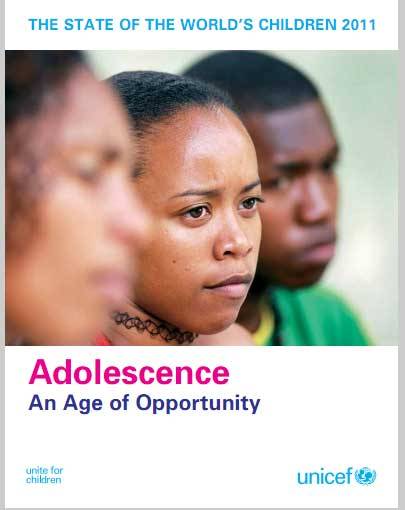 THE STATE OF THE WORLD'S CHILDREN 2011
Adolescence
An Age of Opportunity
unite for
children
unicef